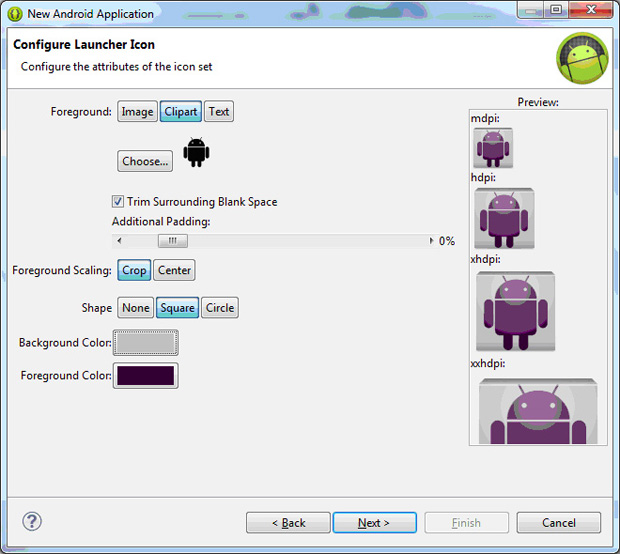 New Android Application
Configure Launcher Icon
Configure the attributes of the icon set
Foreground: Image Clipart Text
Choose...
Trim Surrounding Blank Space
Additional Padding:
0%
Foreground Scaling: Crop Center
Shape None Square Circle
Background Color:
Foreground Color:
Preview:
mdpi:
hdpi:
xhdpi:
xxhdpi:
? < Back Next > Finish Cancel